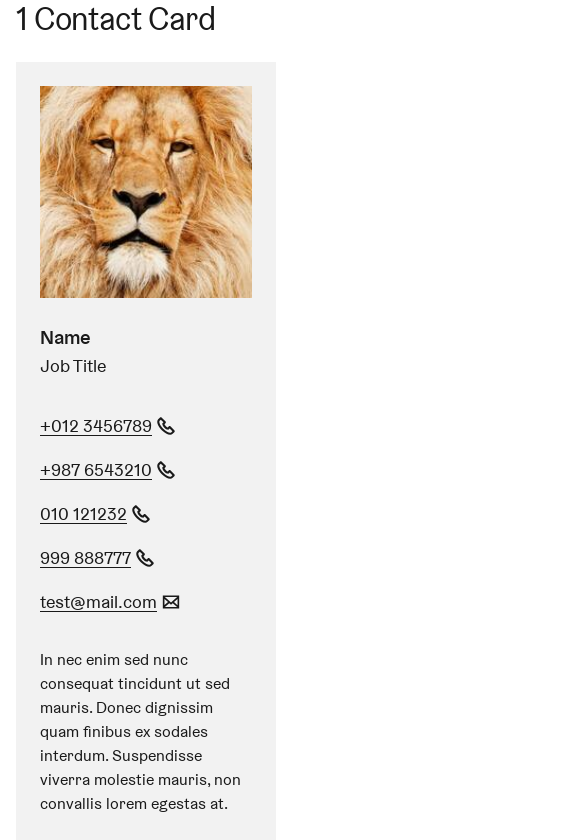 1 Contact Card
Name
Job Title
+012 3456789
+987 6543210
010 121232
999 888777
test@mail.com
In nec enim sed nunc
consequat tincidunt ut sed
mauris. Donec dignissim
quam finibus ex sodales
interdum. Suspendisse
viverra molestie mauris, non
convallis lorem egestas at.